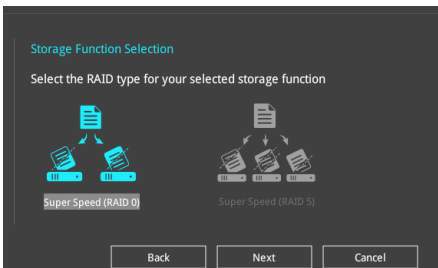 Storage Function Selection
Select the RAID type for your selected storage function
Super Speed (RAID 0)
Super Speed (RAID 5)
Back
Next
Cancel